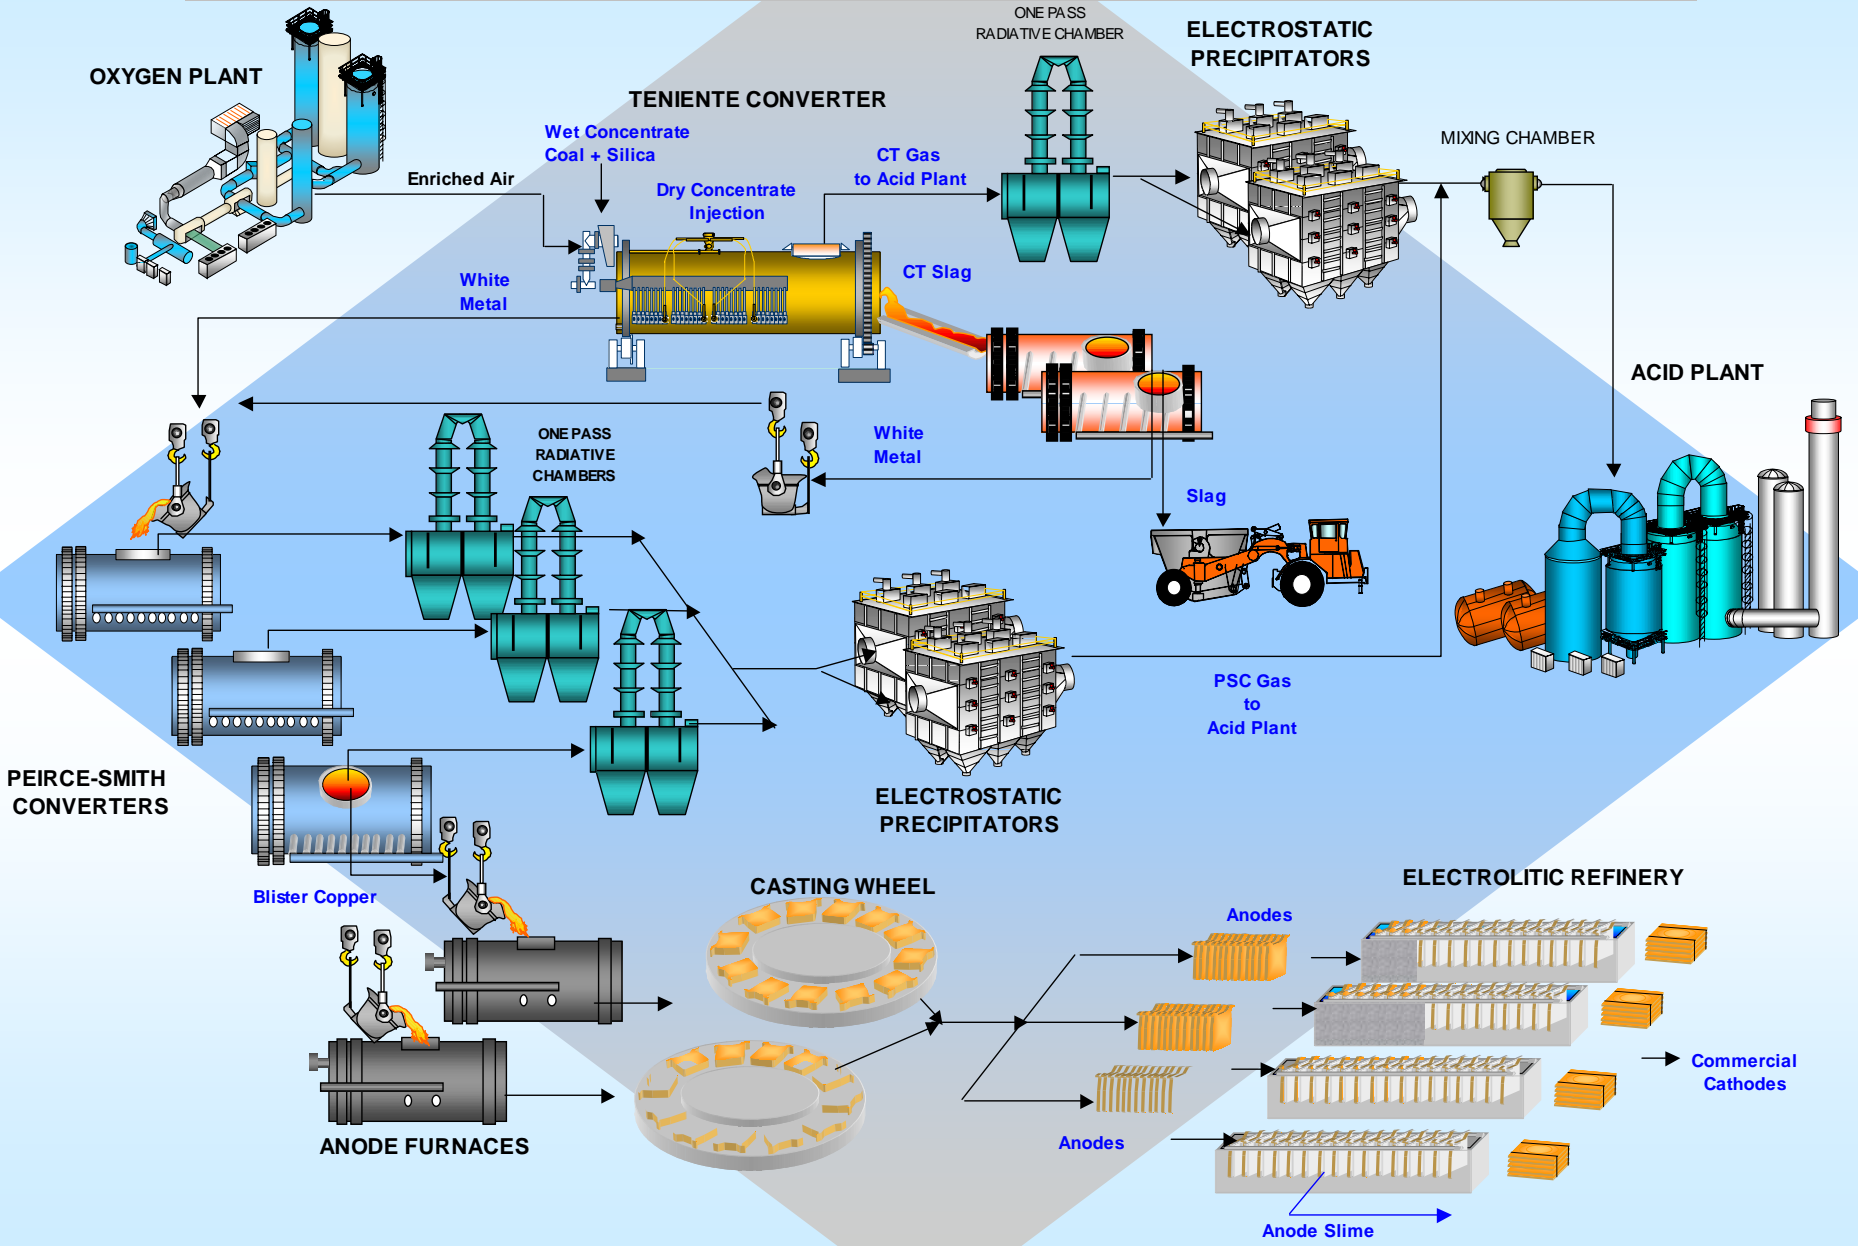 ONE PASS
RADIATIVE CHAMBER
ELECTROSTATIC
PRECIPITATORS
OXYGEN PLANT
TENIENTE CONVERTER
Wet Concentrate
Coal + Silica
MIXING CHAMBER
Enriched Air
CT Gas
to Acid Plant
Dry Concentrate
Injection
White
Metal
CT Slag
ACID PLANT
ONE PASS
RADIATIVE
CHAMBERS
White
Metal
Slag
PSC Gas
to
Acid Plant
PEIRCE-SMITH
CONVERTERS
ELECTROSTATIC
PRECIPITATORS
Blister Copper
CASTING WHEEL
ELECTROLITIC REFINERY
Anodes
Commercial
Cathodes
ANODE FURNACES
Anodes
Anode Slime